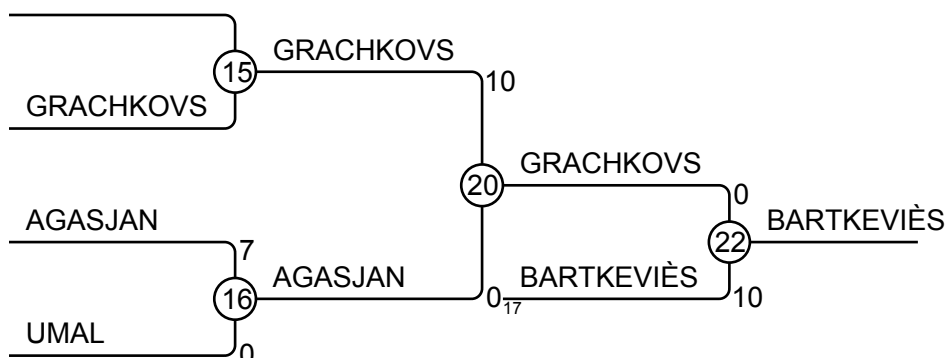 GRACHKOVS
15
GRACHKOVS
10
GRACHKOVS
20
0
AGASJAN
BARTKEVIÈS
7
22
AGASJAN
BARTKEVIÈS
16
0
17
10
UMAL
0